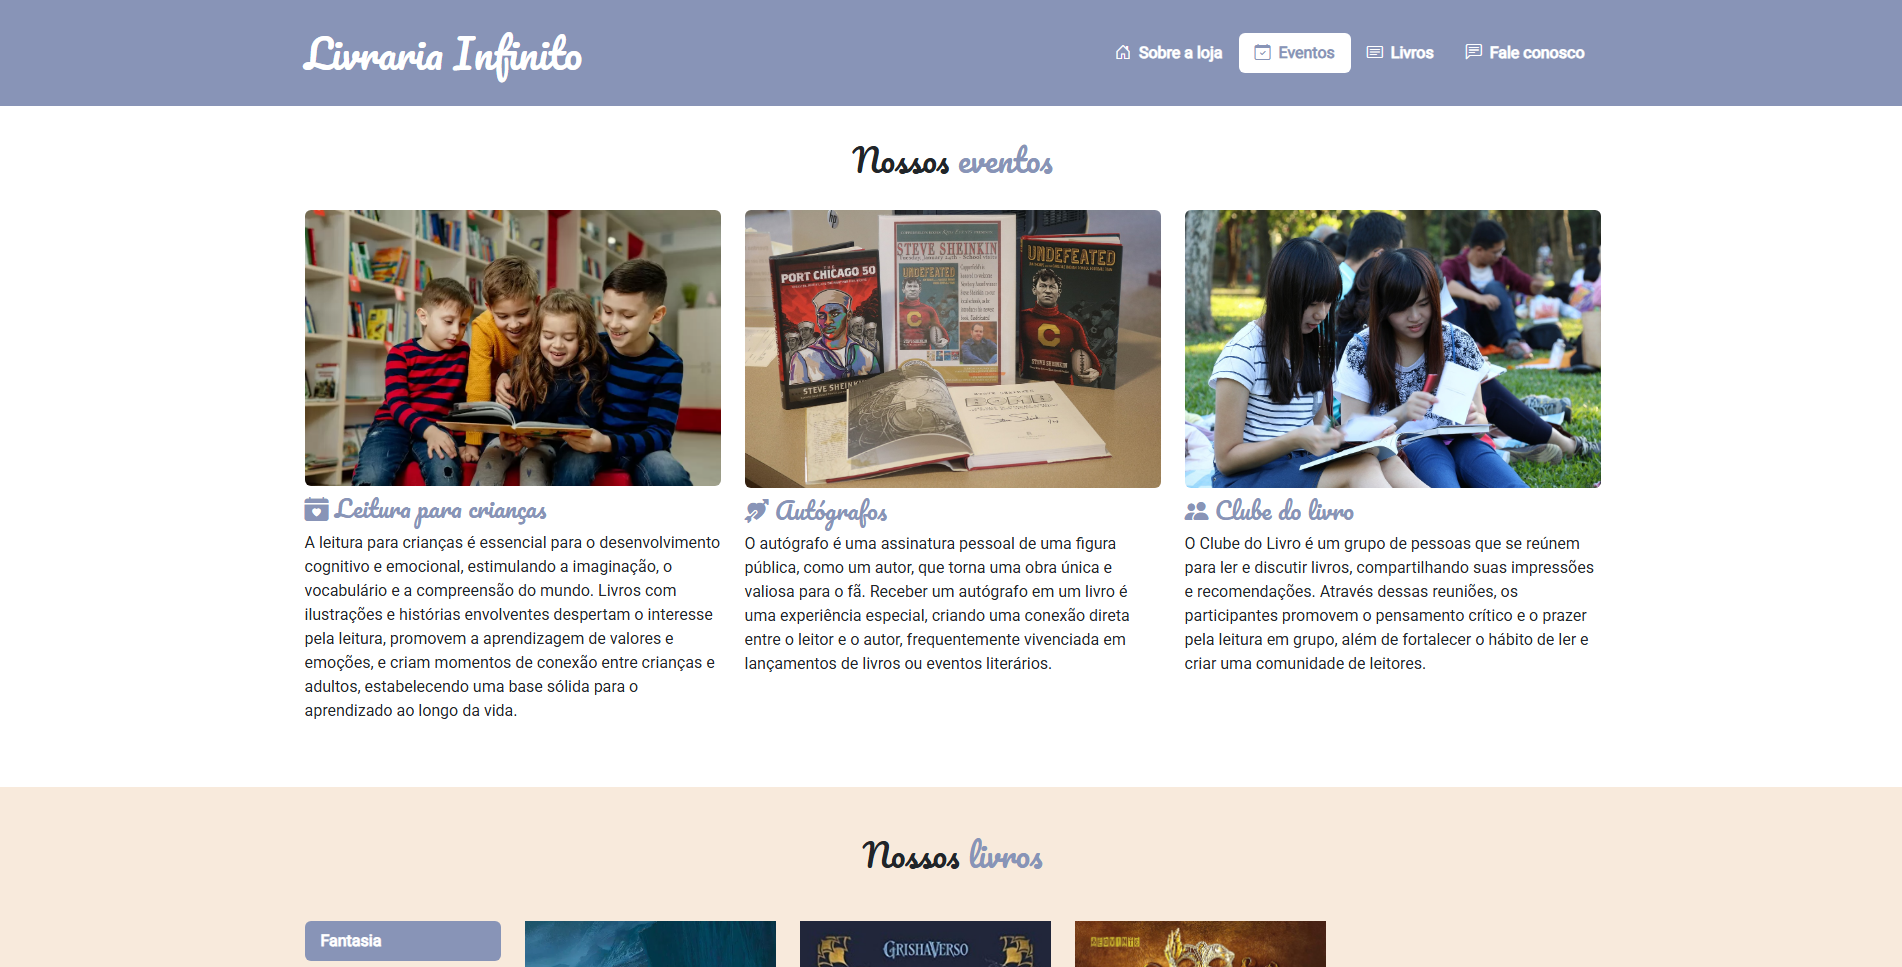 Livraria Infinito
Sobre a loja
Eventos
Livros
Fale conosco
Nossos eventos
PORT CHICAGO 50
STEVE SHEINKIN
UNDEFEATED
STEVE SHEINKIN
UNDEFEATED
BOMB
Leitura para crianças
A leitura para crianças é essencial para o desenvolvimento
cognitivo e emocional, estimulando a imaginação, o
vocabulário e a compreensão do mundo. Livros com
ilustrações e histórias envolventes despertam o interesse
pela leitura, promovem a aprendizagem de valores e
emoções, e criam momentos de conexão entre crianças e
adultos, estabelecendo uma base sólida para o
aprendizado ao longo da vida.
Autógrafos
O autógrafo é uma assinatura pessoal de uma figura
pública, como um autor, que torna uma obra única e
valiosa para o fã. Receber um autógrafo em um livro é
uma experiência especial, criando uma conexão direta
entre o leitor e o autor, frequentemente vivenciada em
lançamentos de livros ou eventos literários.
Clube do livro
O Clube do Livro é um grupo de pessoas que se reúnem
para ler e discutir livros, compartilhando suas impressões
e recomendações. Através dessas reuniões, os
participantes promovem o pensamento crítico e o prazer
pela leitura em grupo, além de fortalecer o hábito de ler e
criar uma comunidade de leitores.
Nossos livros
Fantasia
GRISHAVERSO